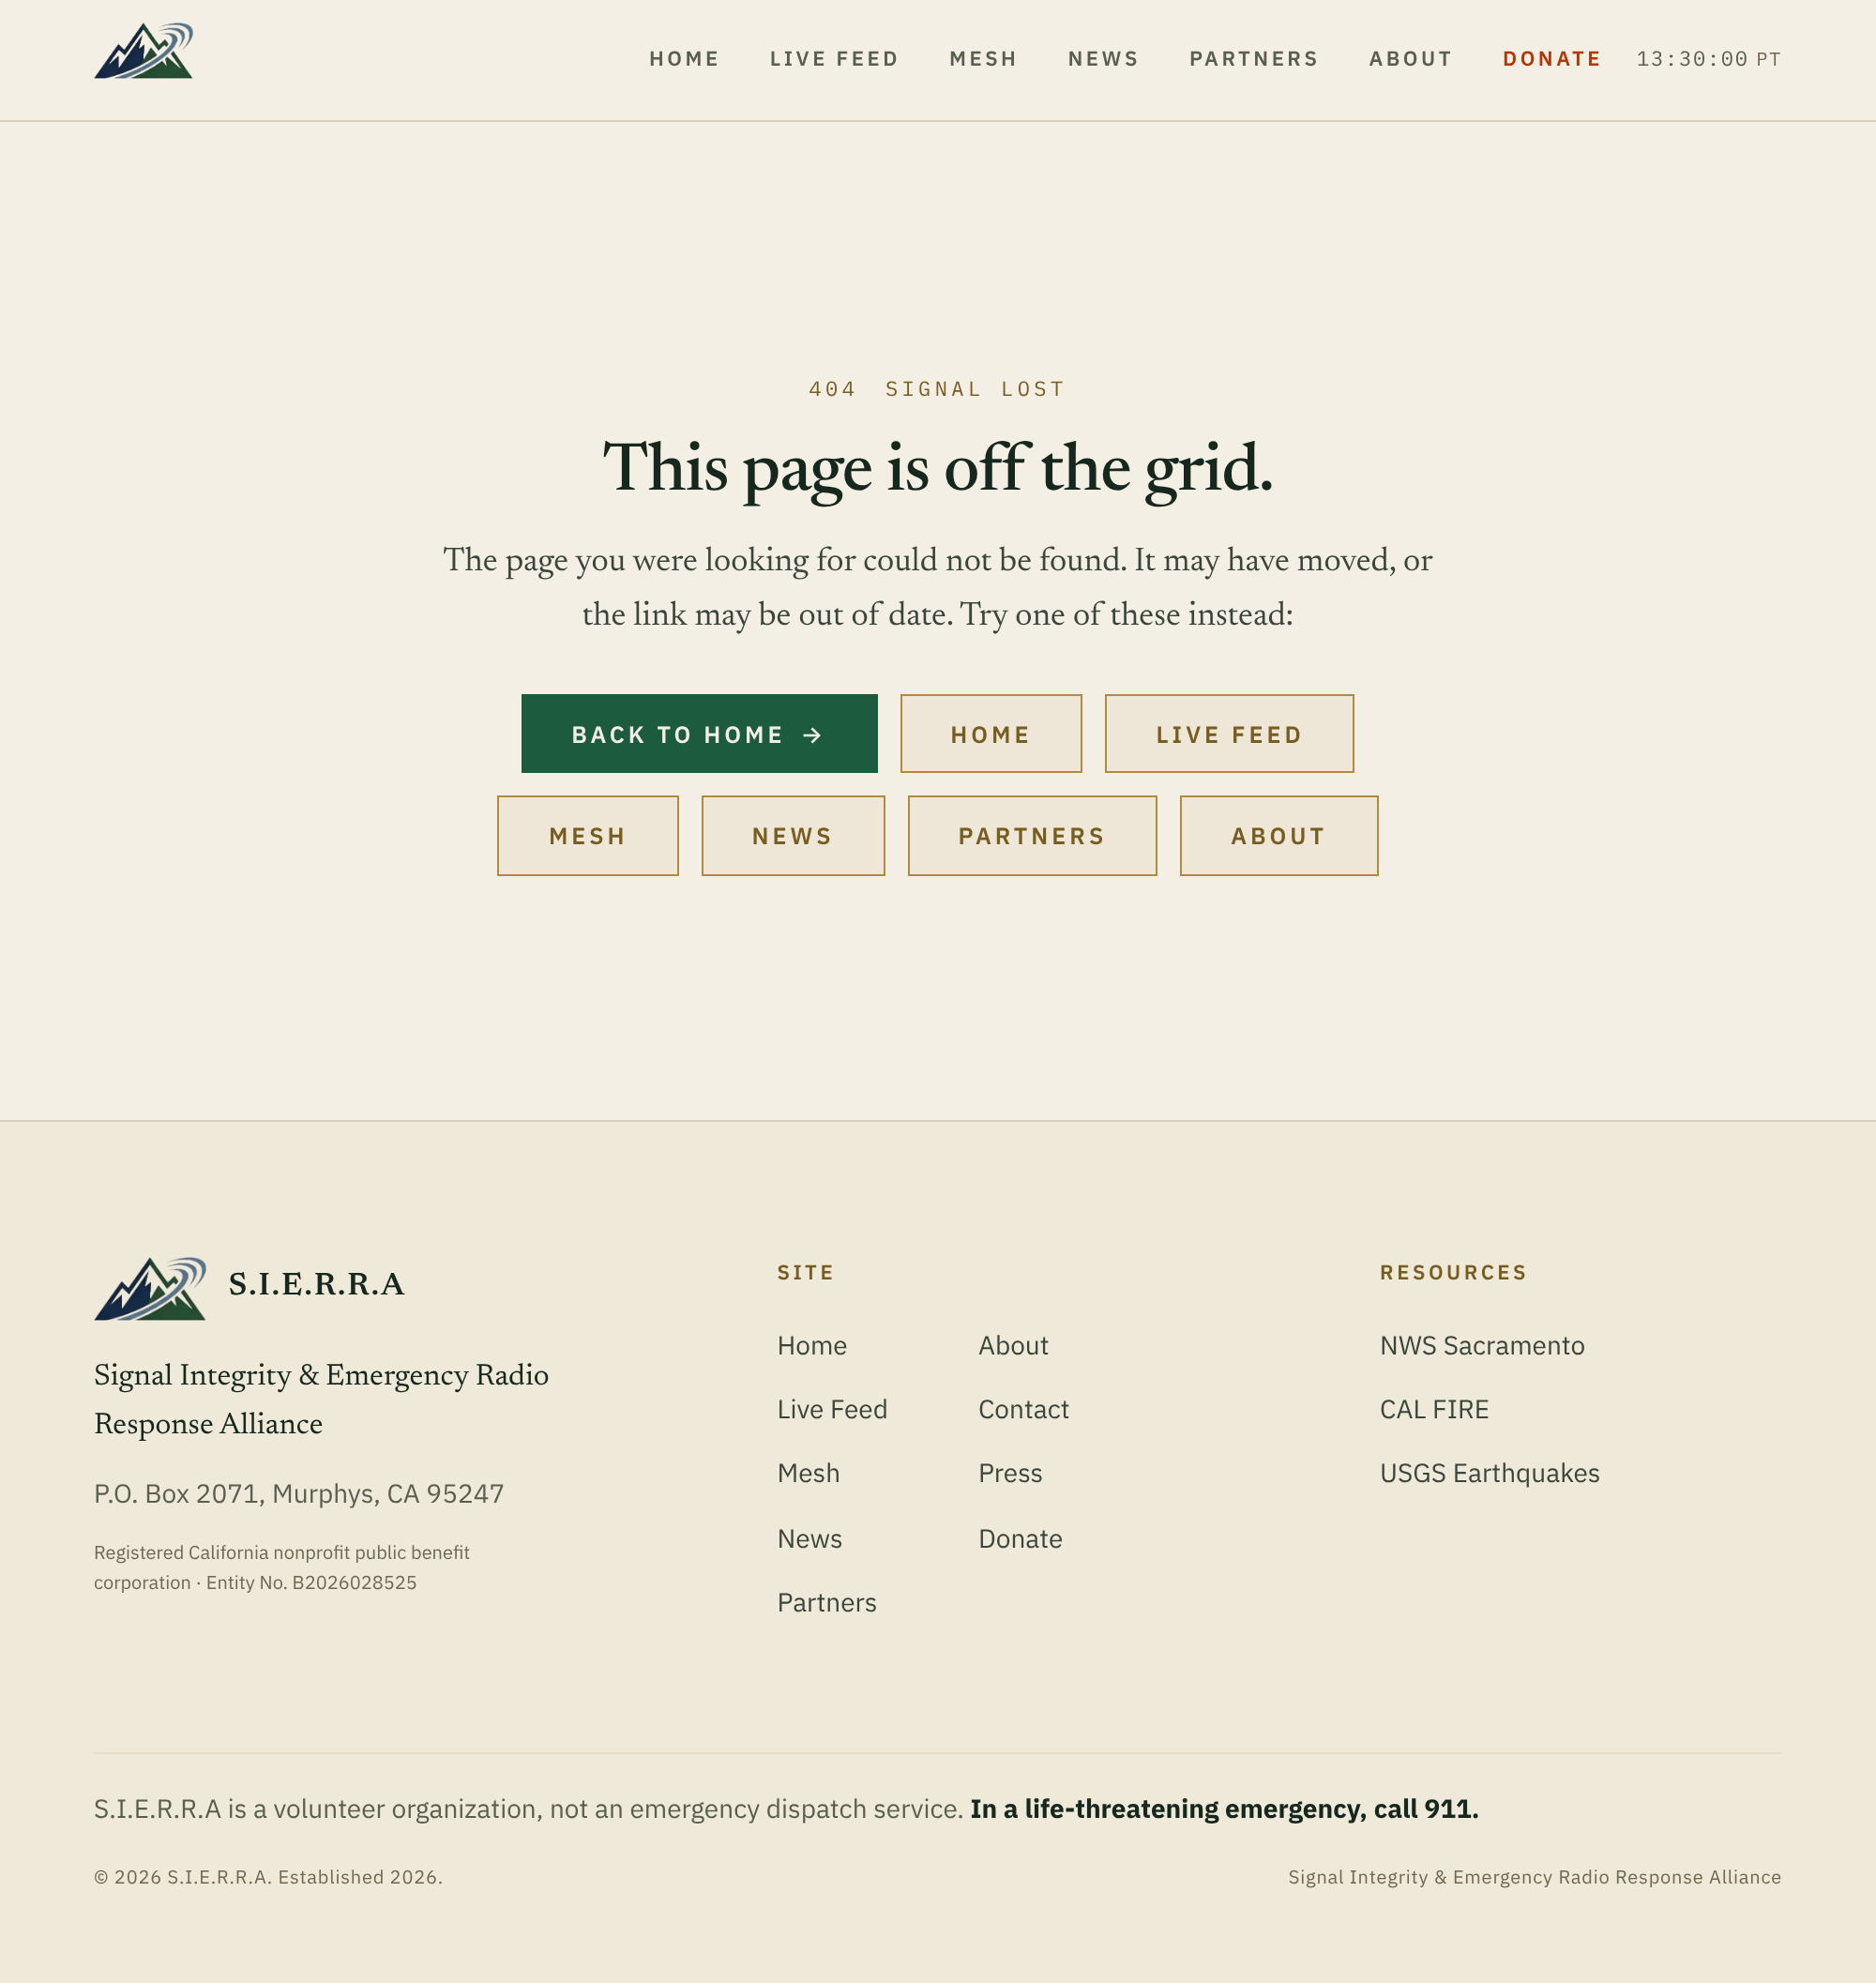 HOME LIVE FEED MESH NEWS PARTNERS ABOUT DONATE 13:30:00 PT
404 SIGNAL LOST
This page is off the grid.
The page you were looking for could not be found. It may have moved, or
the link may be out of date. Try one of these instead:
BACK TO HOME → HOME LIVE FEED
MESH NEWS PARTNERS ABOUT
S.I.E.R.R.A
Signal Integrity & Emergency Radio
Response Alliance
P.O. Box 2071, Murphys, CA 95247
Registered California nonprofit public benefit
corporation · Entity No. B2026028525
SITE
Home
Live Feed
Mesh
News
Partners
About
Contact
Press
Donate
RESOURCES
NWS Sacramento
CAL FIRE
USGS Earthquakes
S.I.E.R.R.A is a volunteer organization, not an emergency dispatch service. In a life-threatening emergency, call 911.
© 2026 S.I.E.R.R.A. Established 2026.
Signal Integrity & Emergency Radio Response Alliance